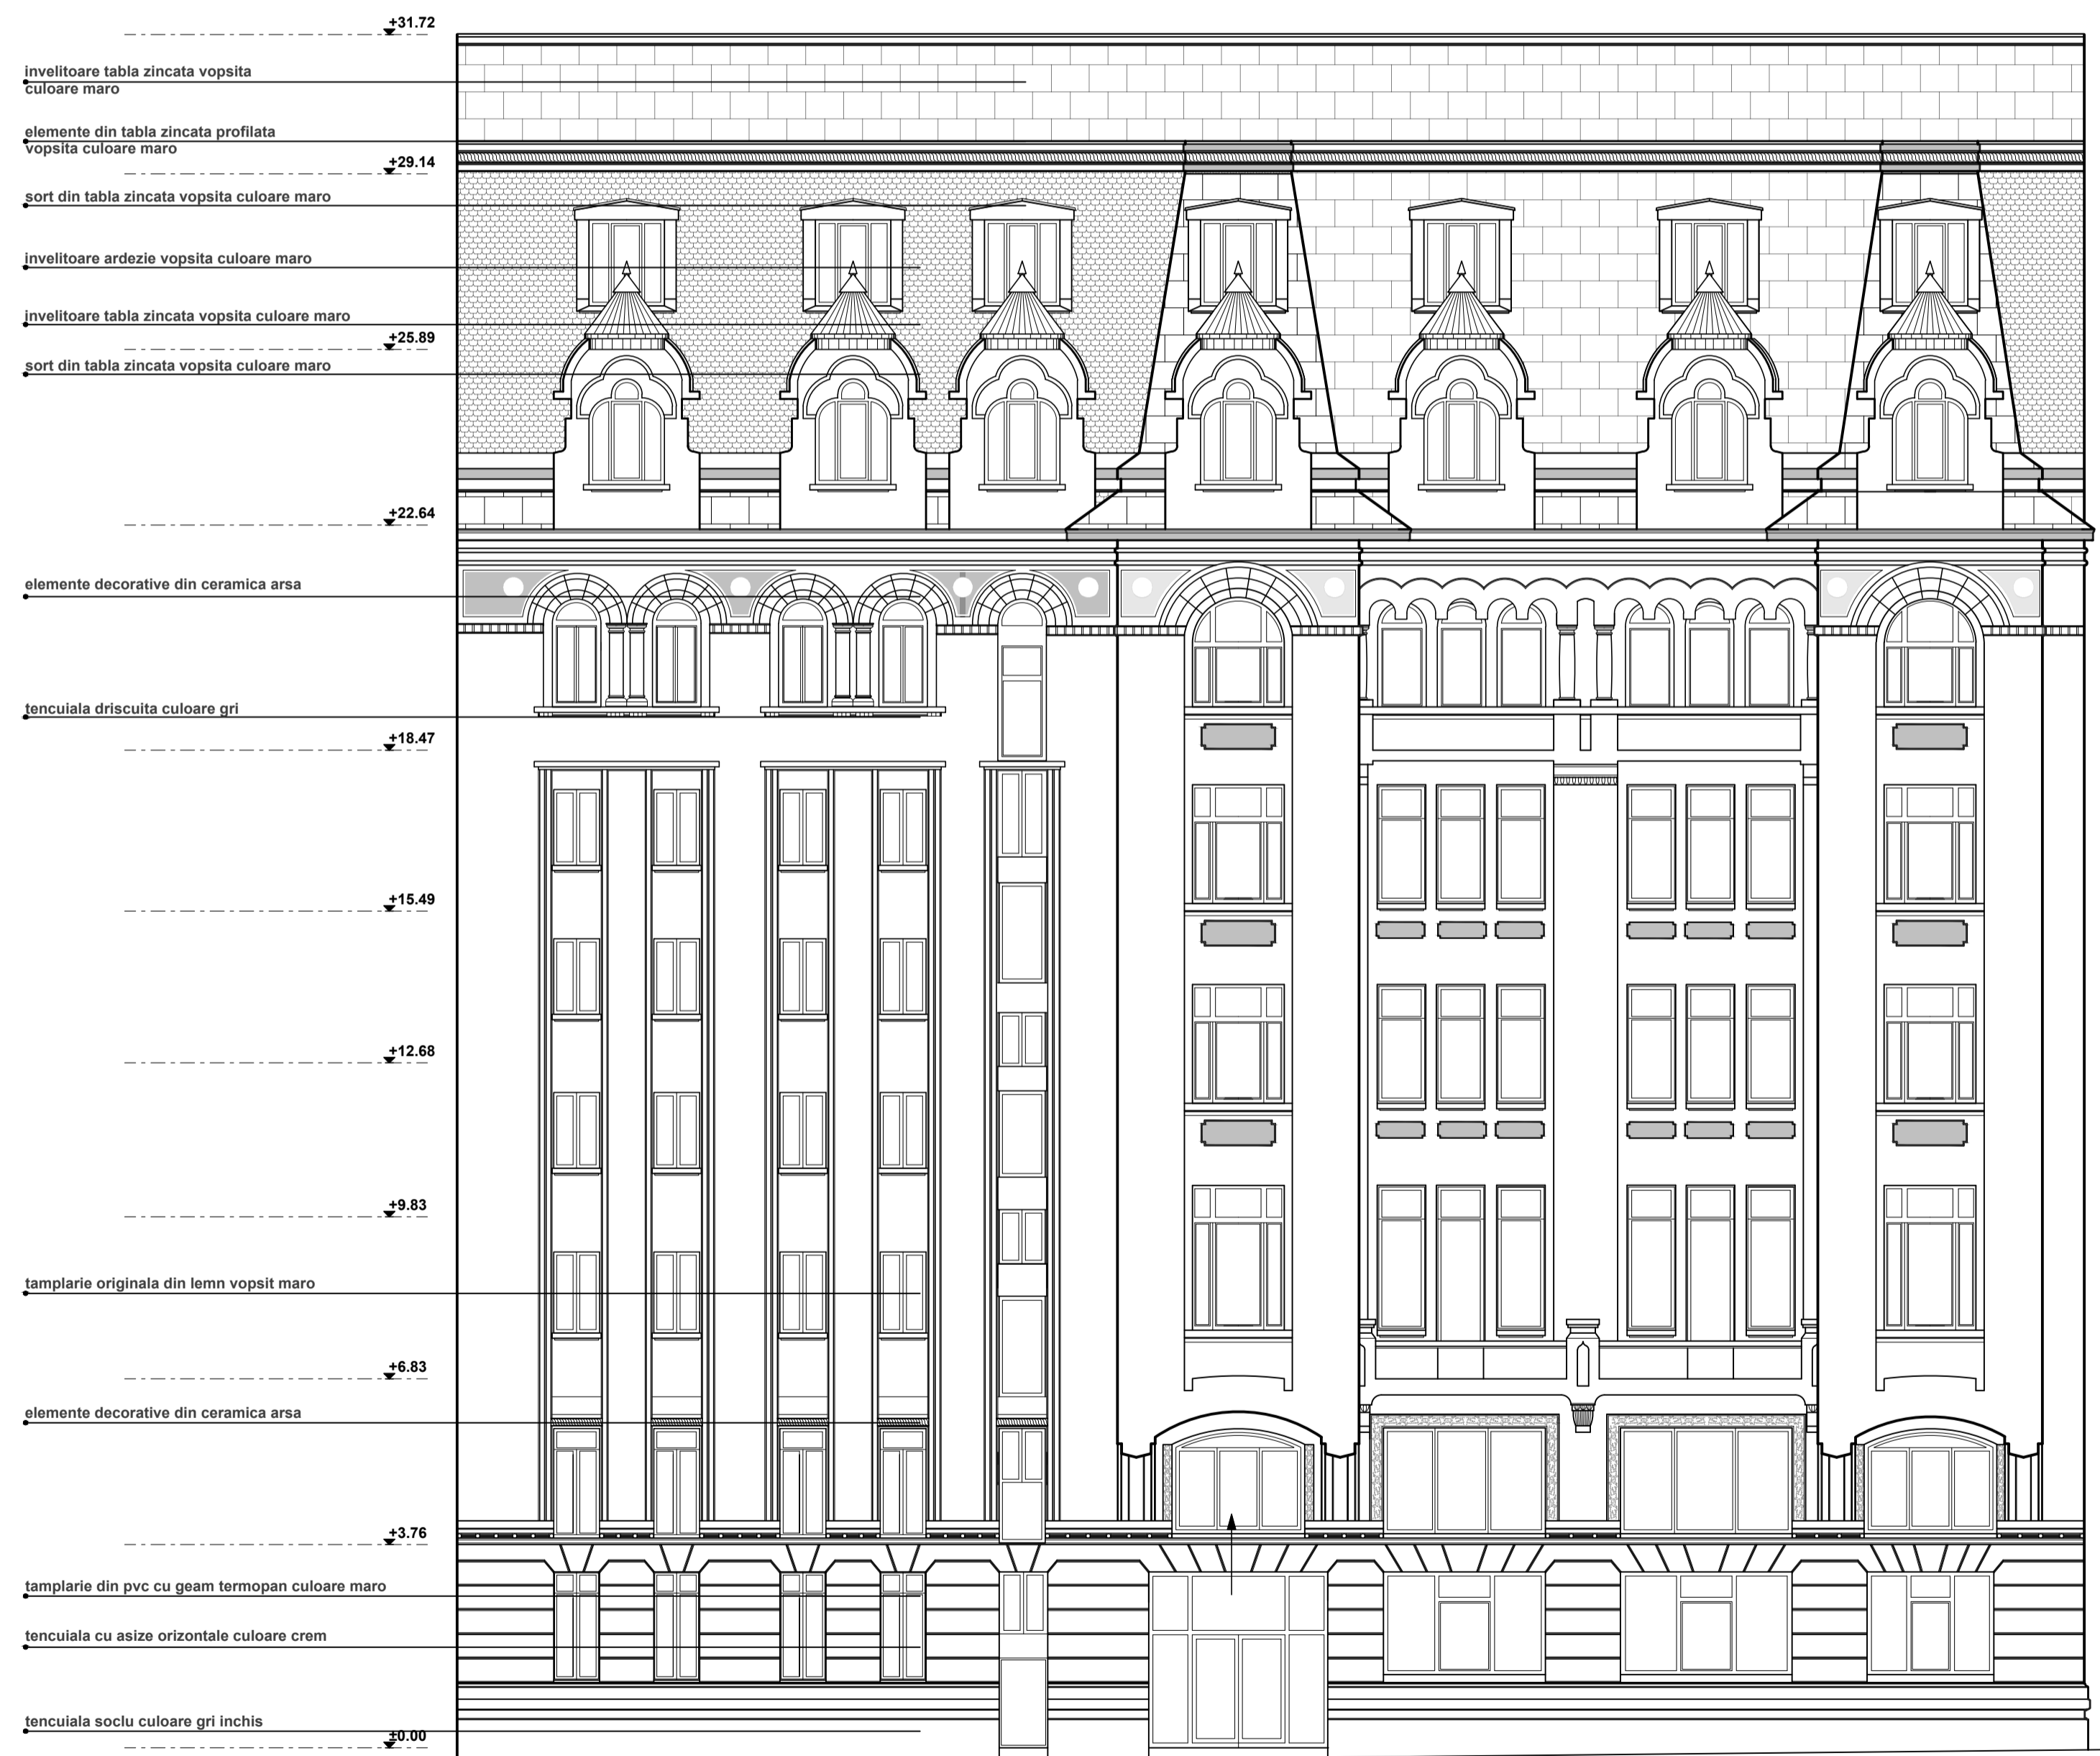 +31.72
invelitoare tabla zincata vopsita
culoare maro
elemente din tabla zincata profilata
vopsita culoare maro
+29.14
sort din tabla zincata vopsita culoare maro
invelitoare ardezie vopsita culoare maro
invelitoare tabla zincata vopsita culoare maro
+25.89
sort din tabla zincata vopsita culoare maro
+22.64
elemente decorative din ceramica arsa
tencuiala driscuita culoare gri
+18.47
+15.49
+12.68
+9.83
tamplarie originala din lemn vopsit maro
+6.83
elemente decorative din ceramica arsa
+3.76
tamplarie din pvc cu geam termopan culoare maro
tencuiala cu asize orizontale culoare crem
tencuiala soclu culoare gri inchis
±0.00